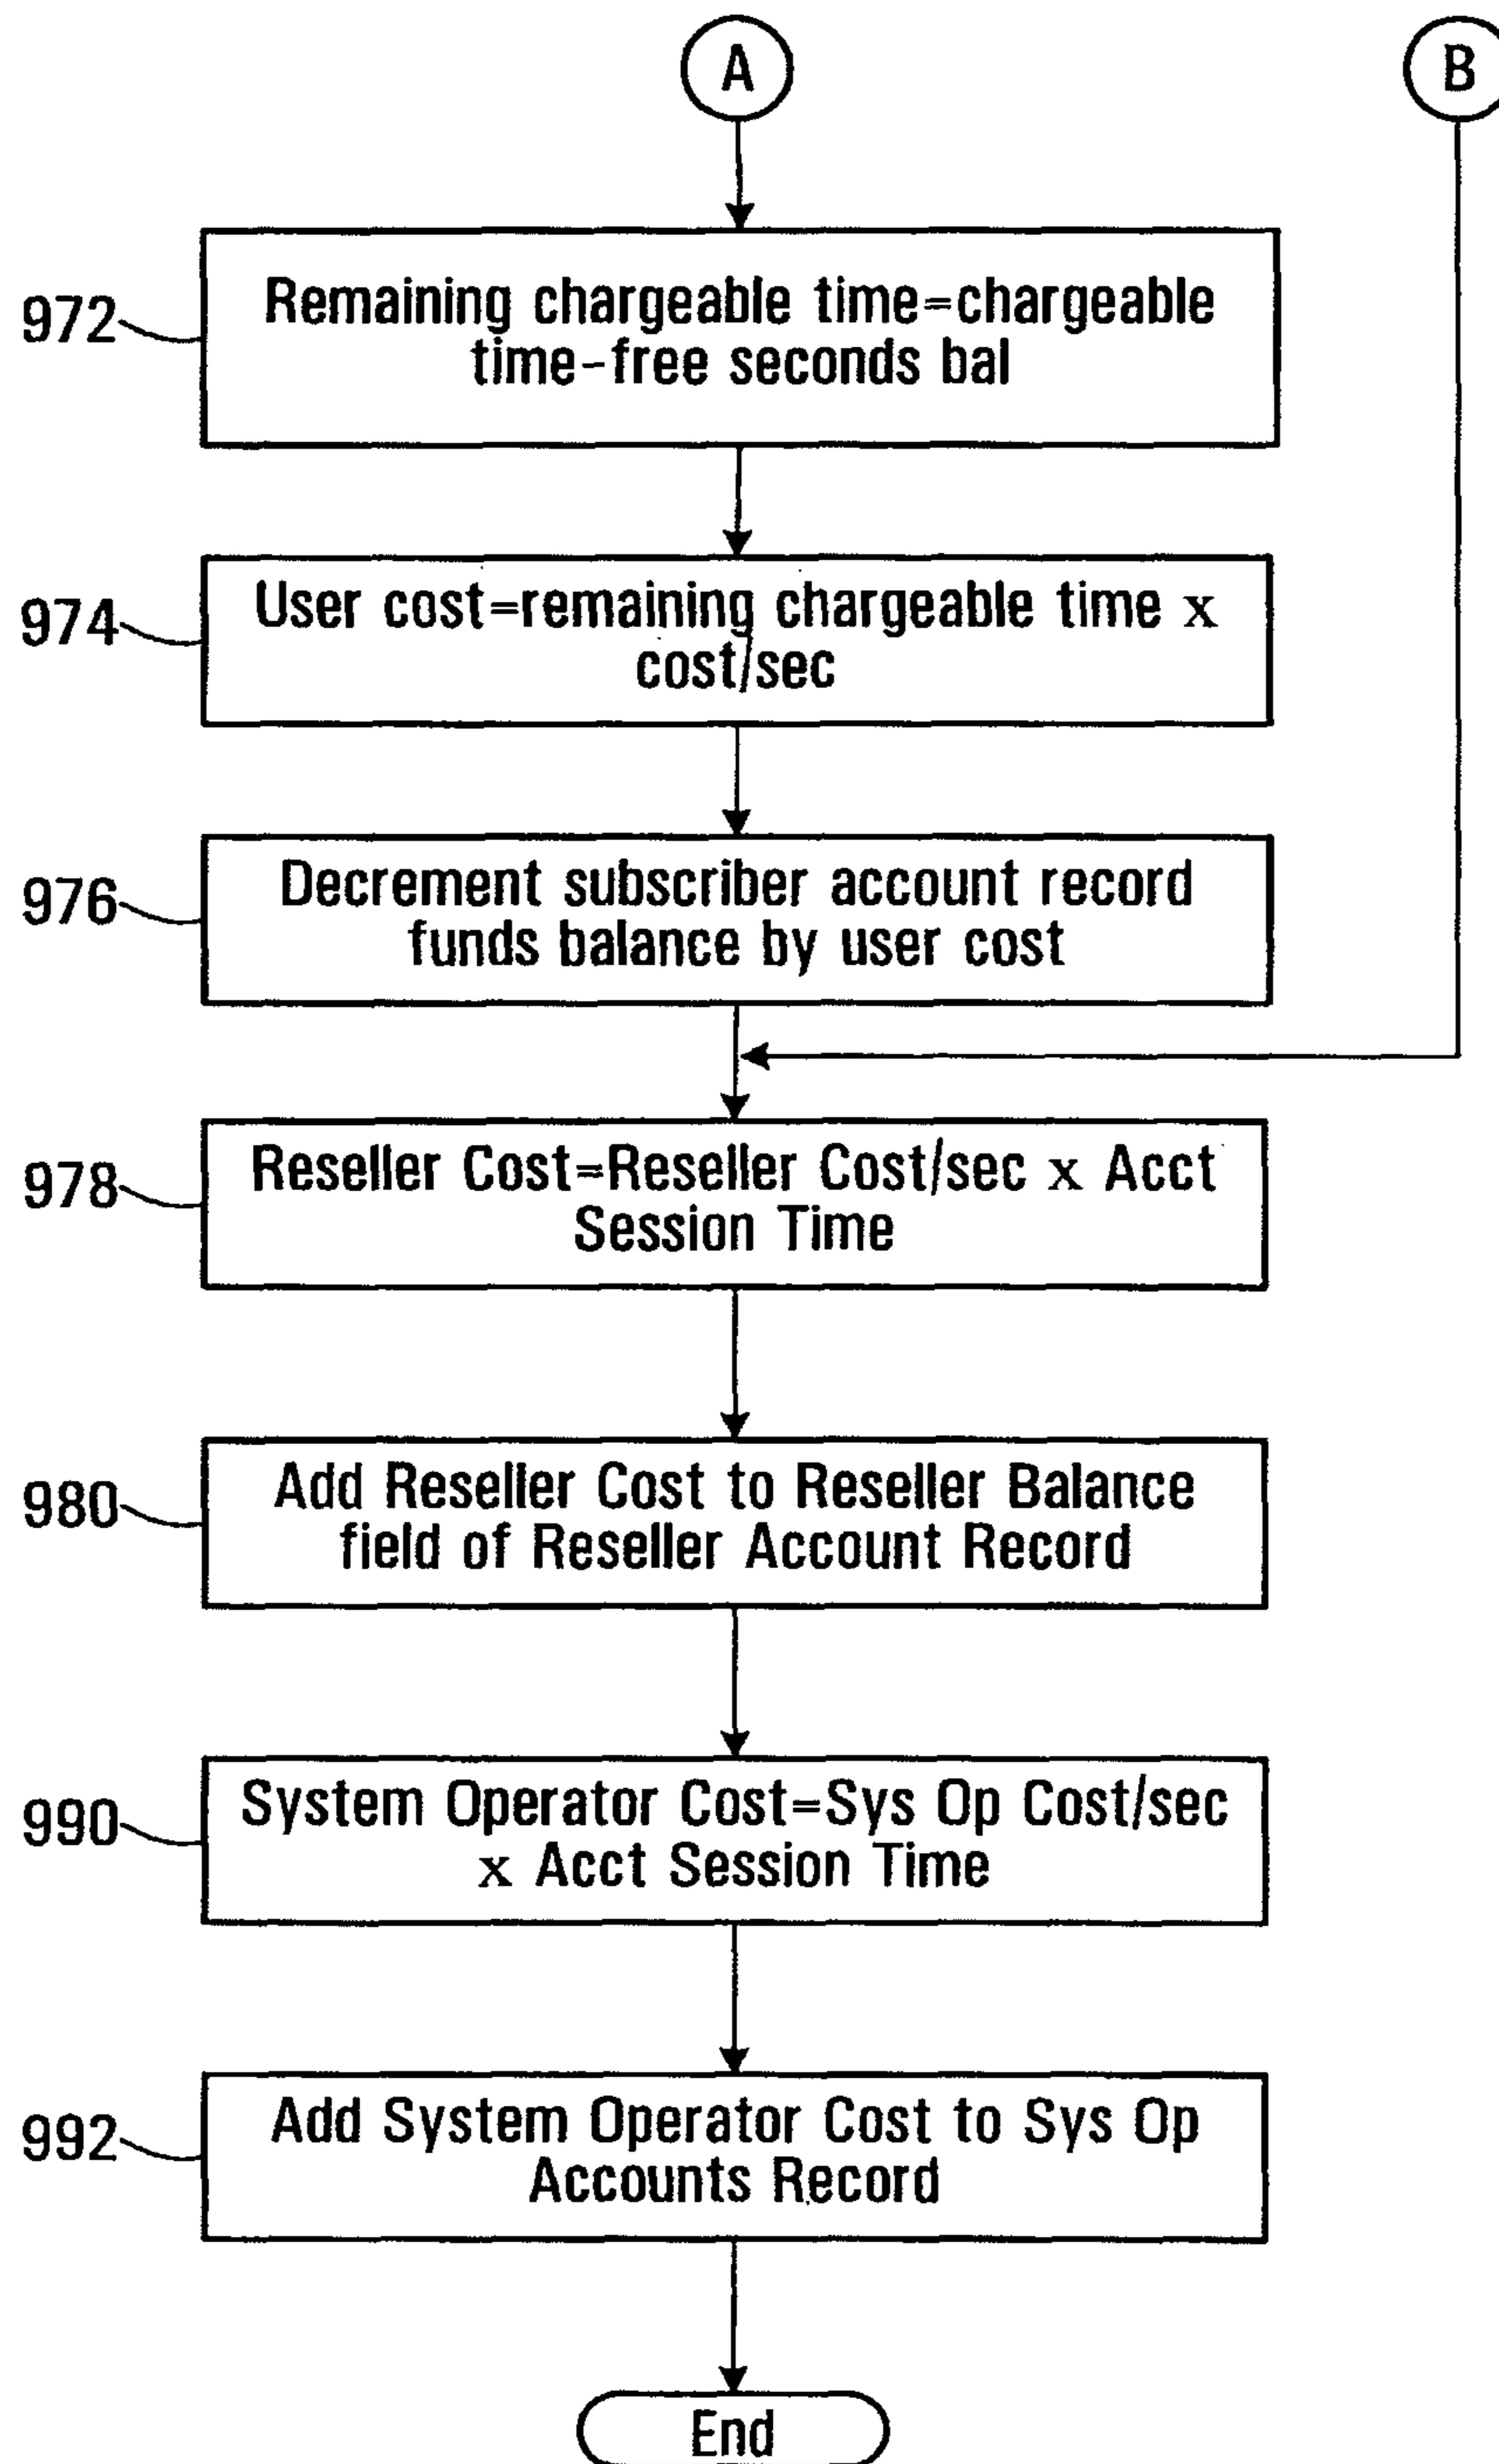 A
B
972
Remaining chargeable time=chargeable
time-free seconds bal
974
User cost=remaining chargeable time x
cost/sec
976
Decrement subscriber account record
funds balance by user cost
978
Reseller Cost=Reseller Cost/sec x Acct
Session Time
980
Add Reseller Cost to Reseller Balance
field of Reseller Account Record
990
System Operator Cost=Sys Op Cost/sec
x Acct Session Time
992
Add System Operator Cost to Sys Op
Accounts Record
End